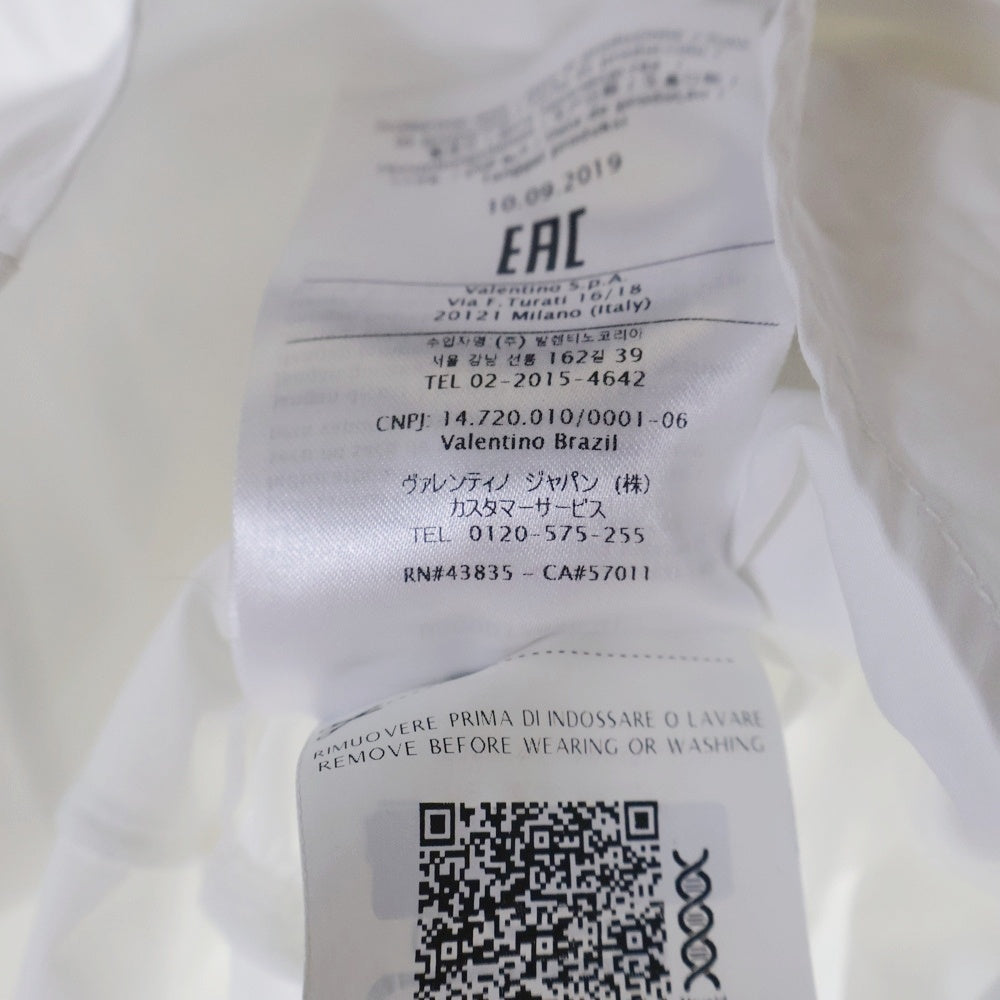 da produção /
Tanggal produksi
10.09.2019
EAC
Valentino S.p.A.
Via F. Turati 16/18
20121 Milano (Italy)
수입자명 (주) 발렌티노코리아
서울 강남 선릉 162길 39
TEL 02-2015-4642
CNPJ: 14.720.010/0001-06
Valentino Brazil
ヴァレンティノ ジャパン (株)
カスタマーサービス
TEL 0120-575-255
RN#43835 - CA#57011
RIMUOVERE PRIMA DI INDOSSARE O LAVARE
REMOVE BEFORE WEARING OR WASHING